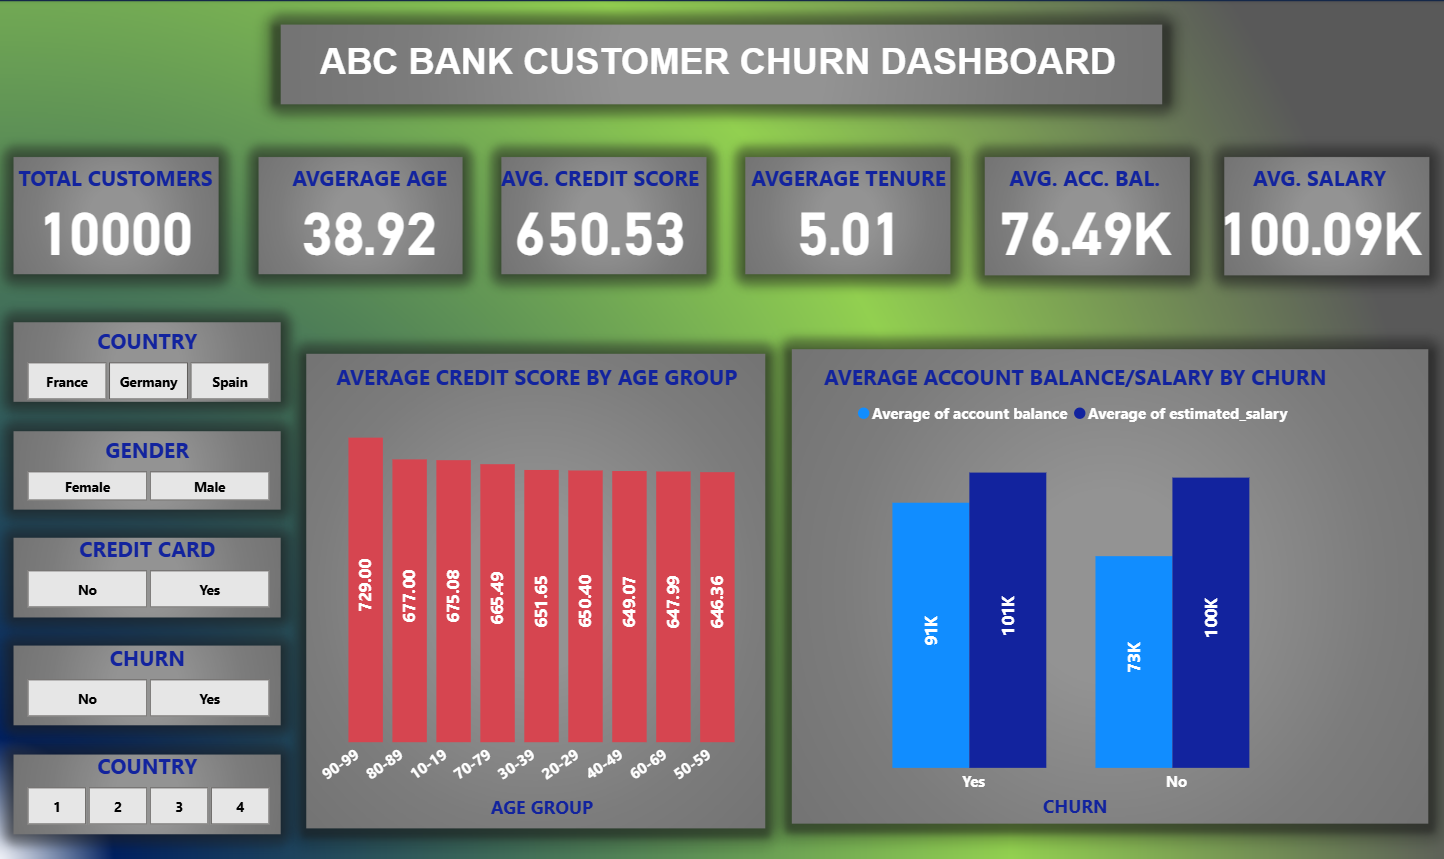 ABC BANK CUSTOMER CHURN DASHBOARD
TOTAL CUSTOMERS
10000
AVGERAGE AGE
38.92
AVG. CREDIT SCORE
650.53
AVGERAGE TENURE
5.01
AVG. ACC. BAL.
76.49K
AVG. SALARY
100.09K
COUNTRY
France Germany Spain
GENDER
Female Male
CREDIT CARD
No Yes
CHURN
No Yes
COUNTRY
1 2 3 4
AVERAGE CREDIT SCORE BY AGE GROUP
729.00 677.00 675.08 665.49 651.65 650.40 649.07 647.99 646.36
90-99 80-89 10-19 70-79 30-39 20-29 40-49 60-69 50-59
AGE GROUP
AVERAGE ACCOUNT BALANCE/SALARY BY CHURN
Average of account balance Average of estimated_salary
91K 101K 73K 100K
Yes No
CHURN